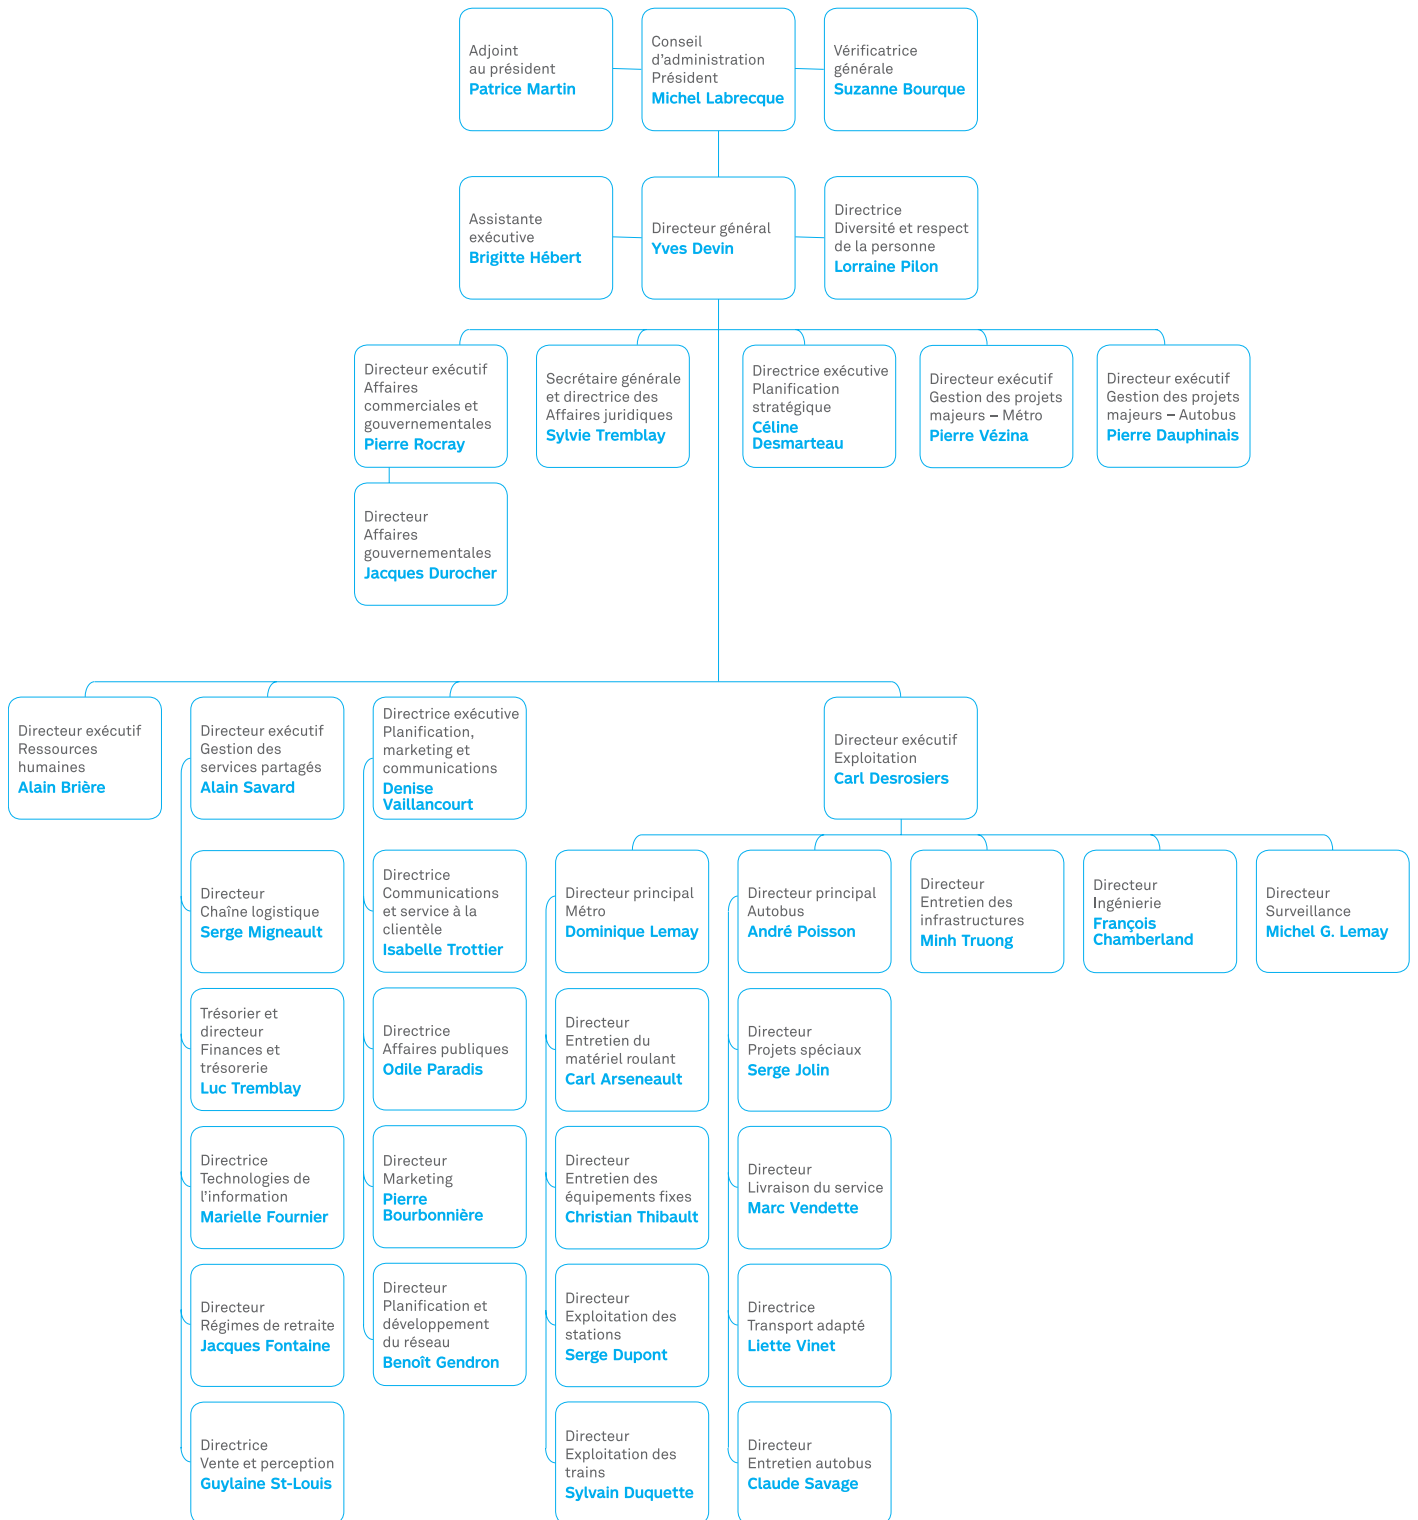 Adjoint
au président
Patrice Martin
Conseil
d’administration
Président
Michel Labrecque
Vérificatrice
générale
Suzanne Bourque
Assistante
exécutive
Brigitte Hébert
Directeur général
Yves Devin
Directrice
Diversité et respect
de la personne
Lorraine Pilon
Directeur exécutif
Affaires
commerciales et
gouvernementales
Pierre Rocray
Secrétaire générale
et directrice des
Affaires juridiques
Sylvie Tremblay
Directrice exécutive
Planification
stratégique
Céline
Desmarteau
Directeur exécutif
Gestion des projets
majeurs – Métro
Pierre Vézina
Directeur exécutif
Gestion des projets
majeurs – Autobus
Pierre Dauphinais
Directeur
Affaires
gouvernementales
Jacques Durocher
Directeur exécutif
Ressources
humaines
Alain Brière
Directeur exécutif
Gestion des
services partagés
Alain Savard
Directrice exécutive
Planification,
marketing et
communications
Denise
Vaillancourt
Directeur exécutif
Exploitation
Carl Desrosiers
Directeur
Chaîne logistique
Serge Migneault
Directrice
Communications
et service à la
clientèle
Isabelle Trottier
Directeur principal
Métro
Dominique Lemay
Directeur principal
Autobus
André Poisson
Directeur
Entretien des
infrastructures
Minh Truong
Directeur
Ingénierie
François
Chamberland
Directeur
Surveillance
Michel G. Lemay
Trésorier et
directeur
Finances et
trésorerie
Luc Tremblay
Directrice
Affaires publiques
Odile Paradis
Directeur
Entretien du
matériel roulant
Carl Arseneault
Directeur
Projets spéciaux
Serge Jolin
Directrice
Technologies de
l’information
Marielle Fournier
Directeur
Marketing
Pierre
Bourbonnière
Directeur
Entretien des
équipements fixes
Christian Thibault
Directeur
Livraison du service
Marc Vendette
Directeur
Régimes de retraite
Jacques Fontaine
Directeur
Planification et
développement
du réseau
Benoît Gendron
Directeur
Exploitation des
stations
Serge Dupont
Directrice
Transport adapté
Liette Vinet
Directrice
Vente et perception
Guylaine St-Louis
Directeur
Exploitation des
trains
Sylvain Duquette
Directeur
Entretien autobus
Claude Savage